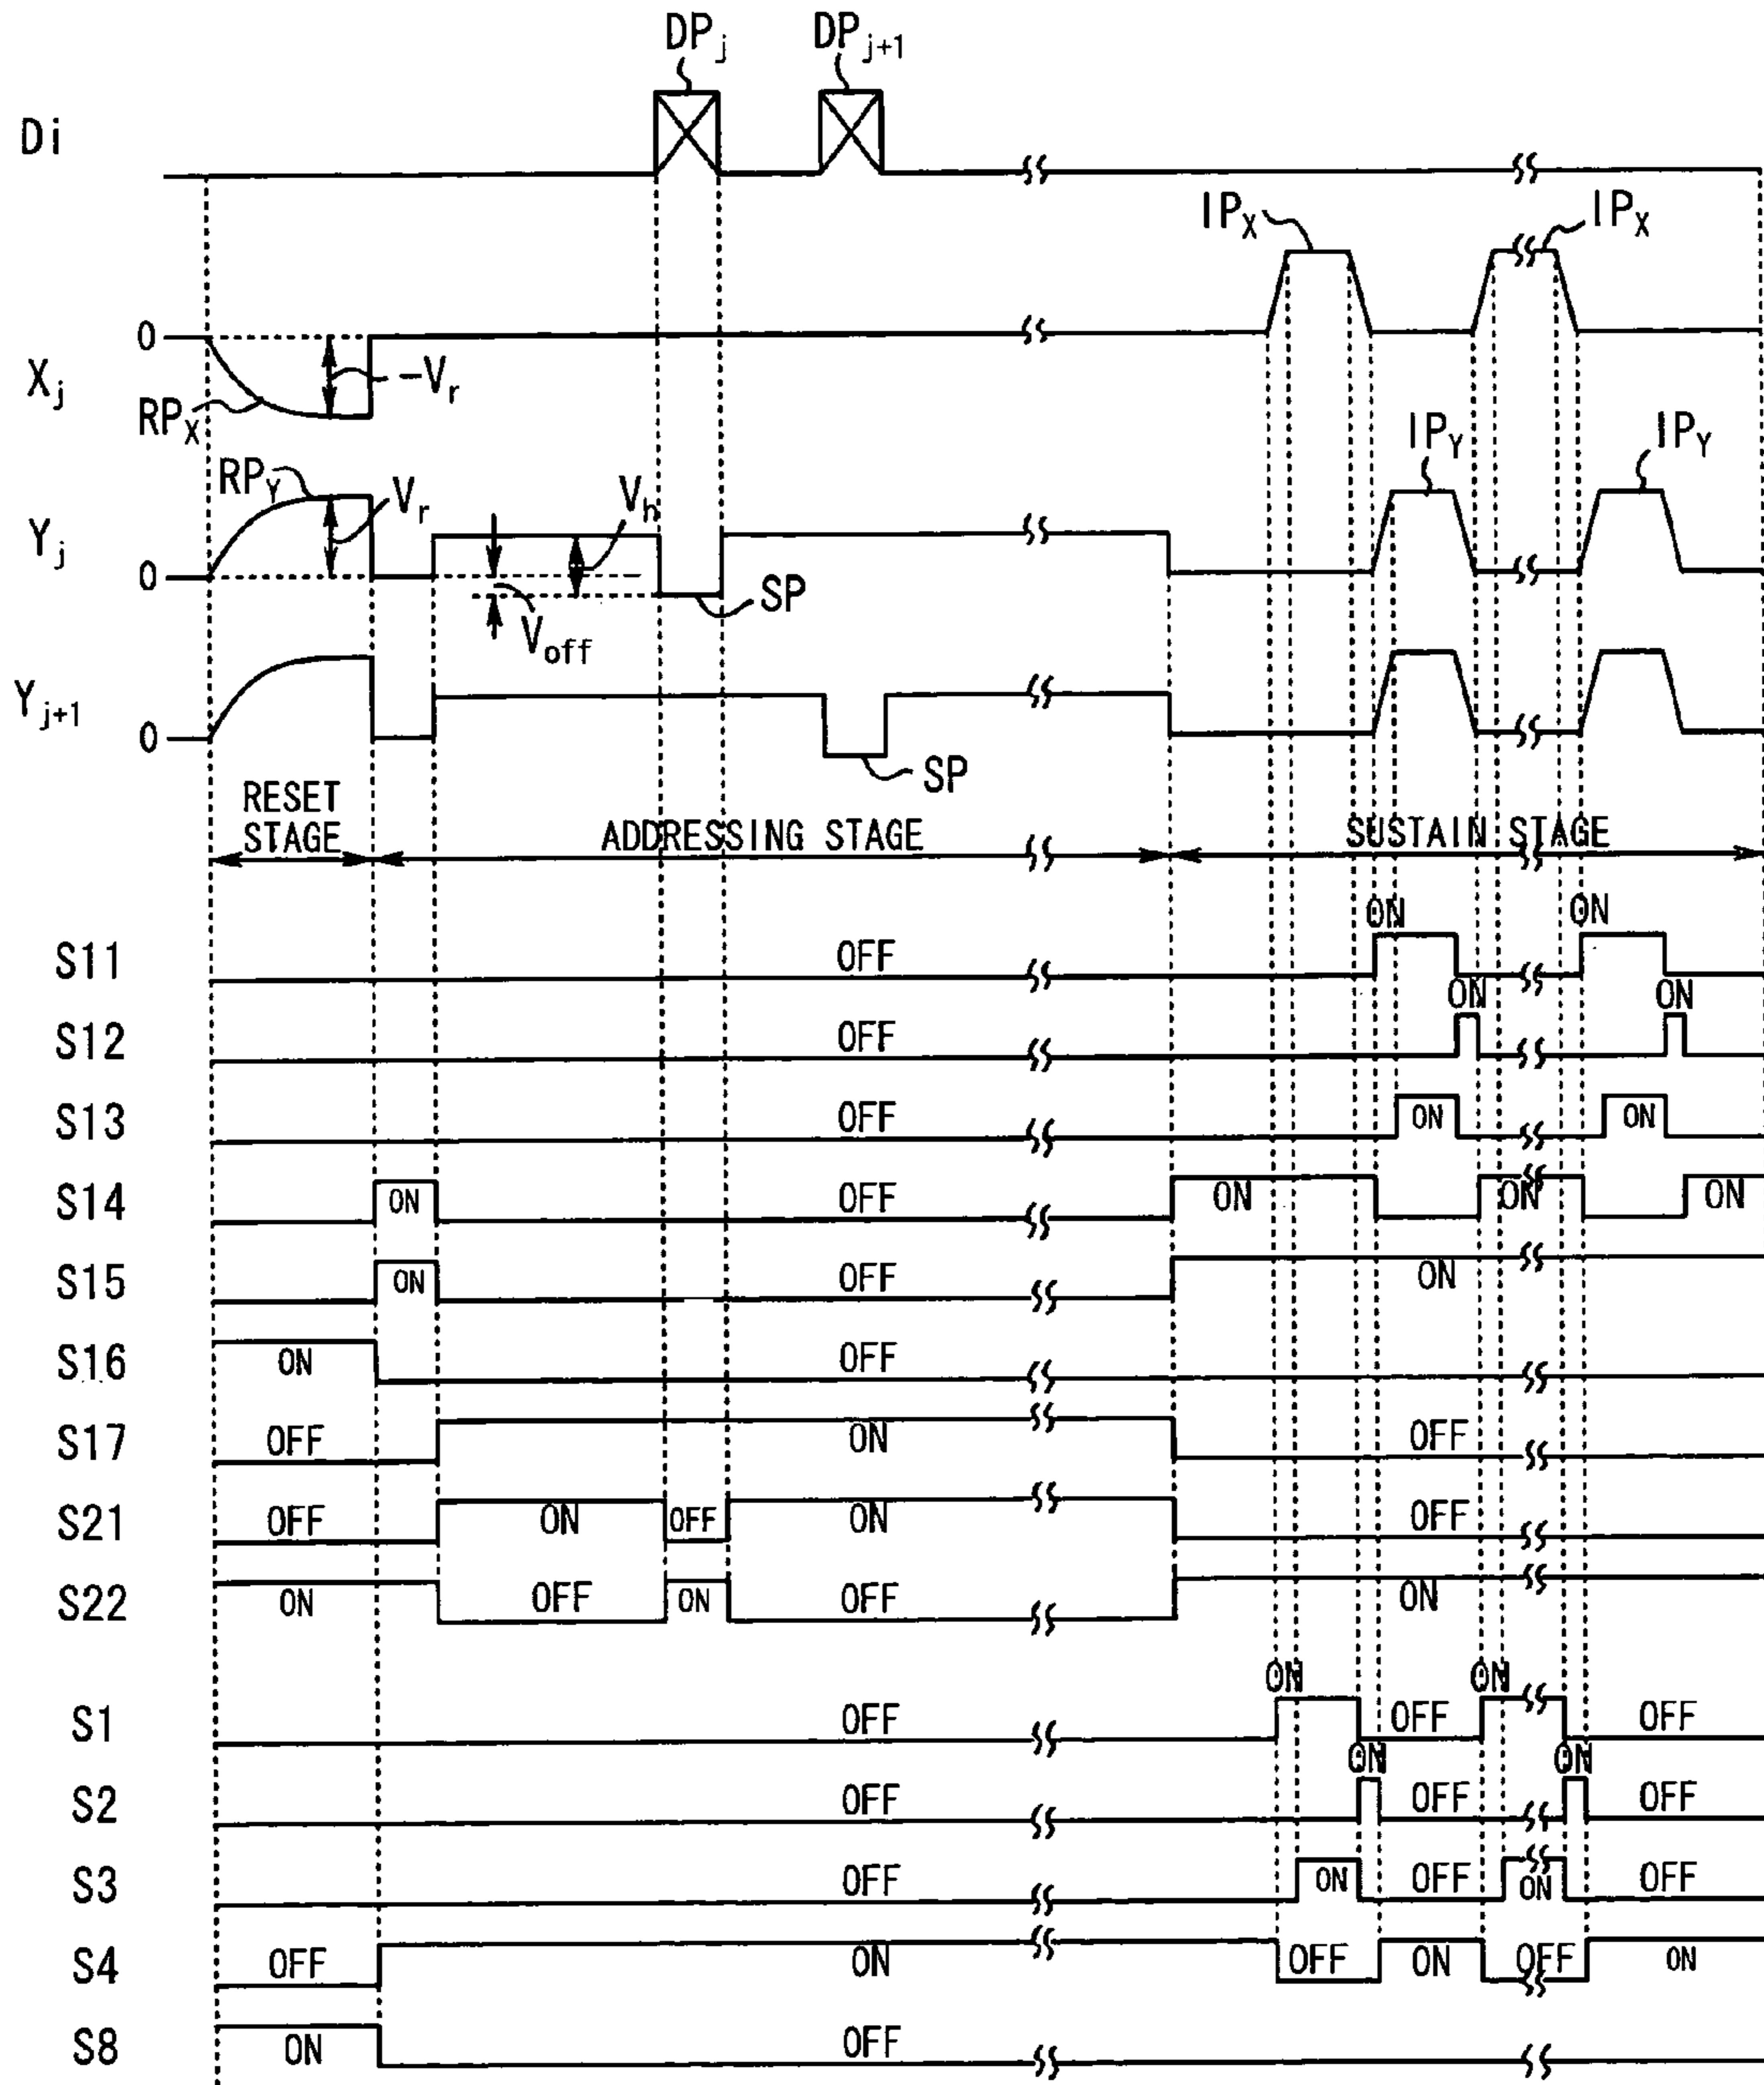 DPj DPj+1
Di
IPX IPX
0
Xj -Vr
RPX
IPY IPY
RPY Vr Vh
Yj
0
SP
Voff
Yj+1
0
SP
RESET STAGE ADDRESSING STAGE SUSTAIN STAGE
ON ON
S11 OFF
ON ON
S12 OFF
S13 OFF ON ON
S14 ON OFF ON ON ON
S15 ON OFF ON
S16 ON OFF
S17 OFF ON OFF
S21 OFF ON OFF ON OFF
S22 ON OFF ON OFF ON
ON ON
S1 OFF OFF OFF
ON ON
S2 OFF OFF OFF
S3 OFF ON OFF ON OFF
S4 OFF ON OFF ON OFF ON
S8 ON OFF